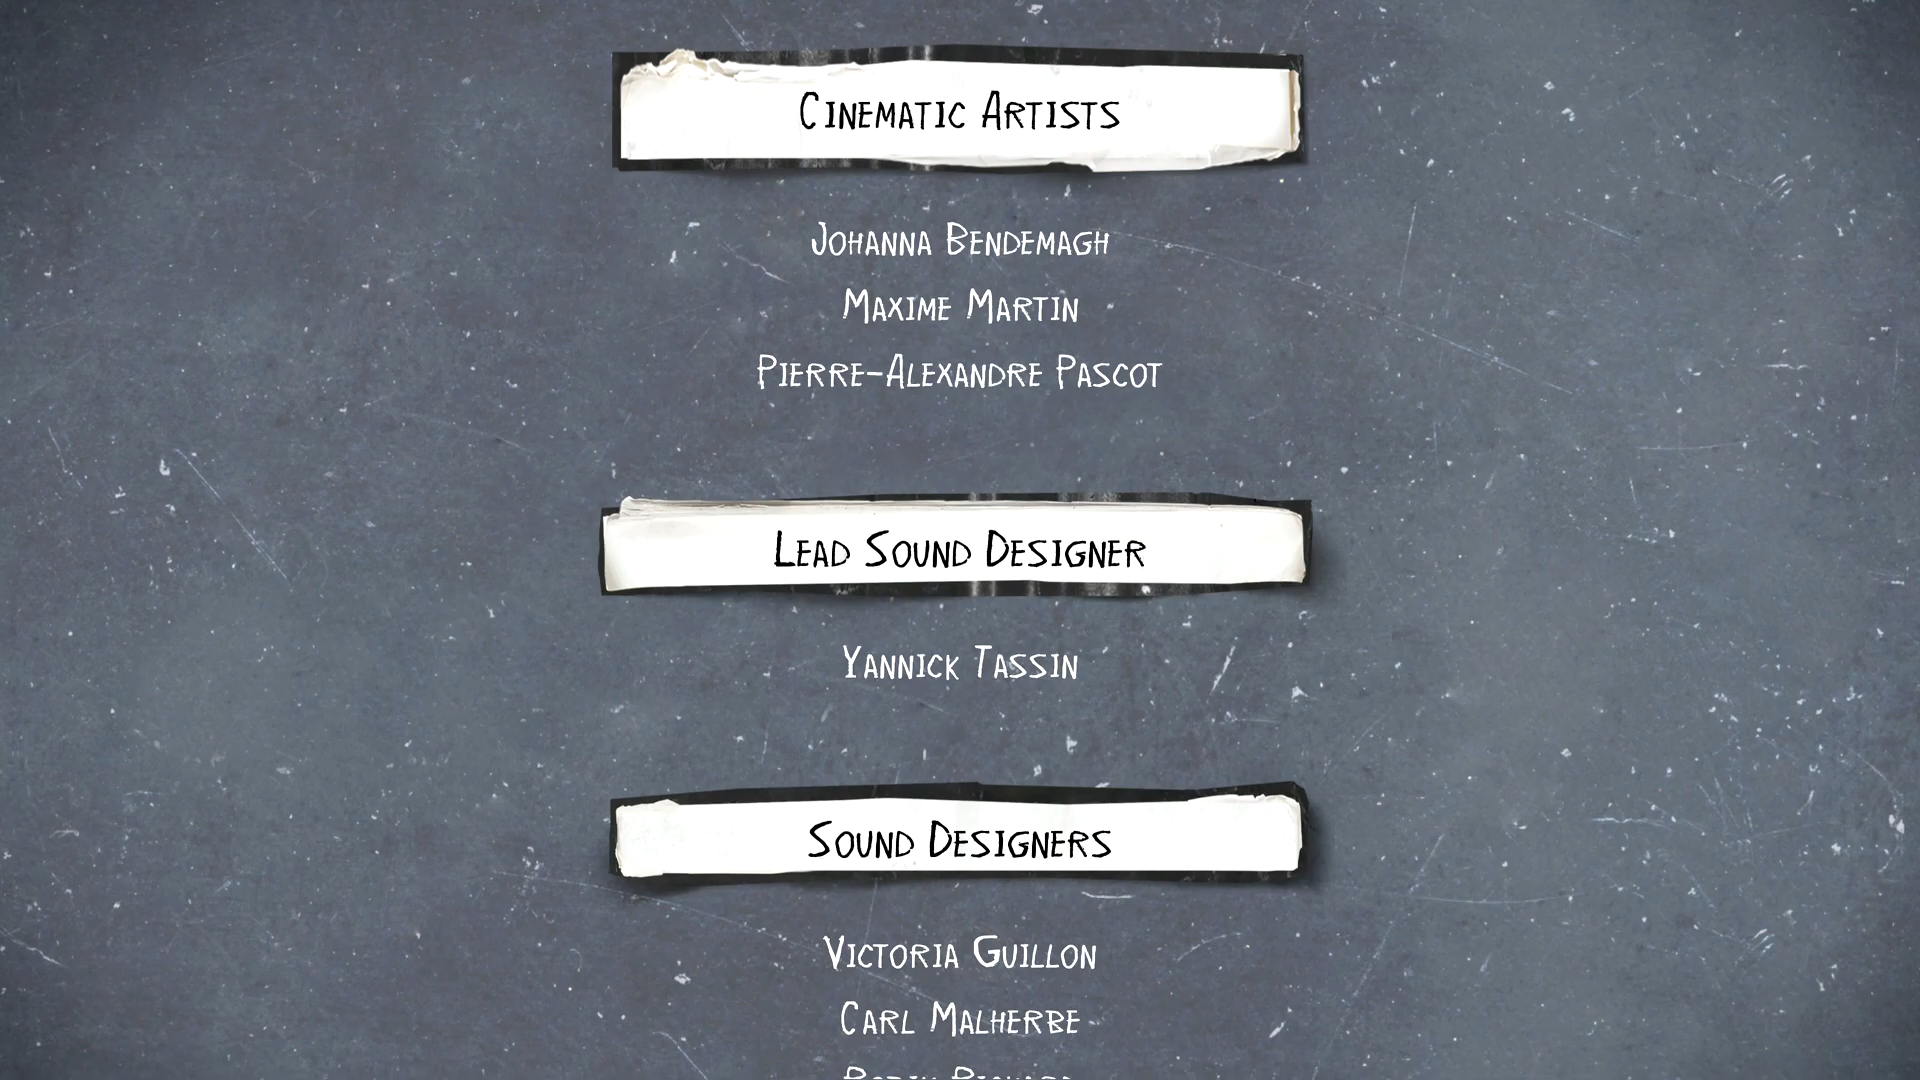 Cinematic Artists
Johanna Bendemagh
Maxime Martin
Pierre-Alexandre Pascot
Lead Sound Designer
Yannick Tassin
Sound Designers
Victoria Guillon
Carl Malherbe